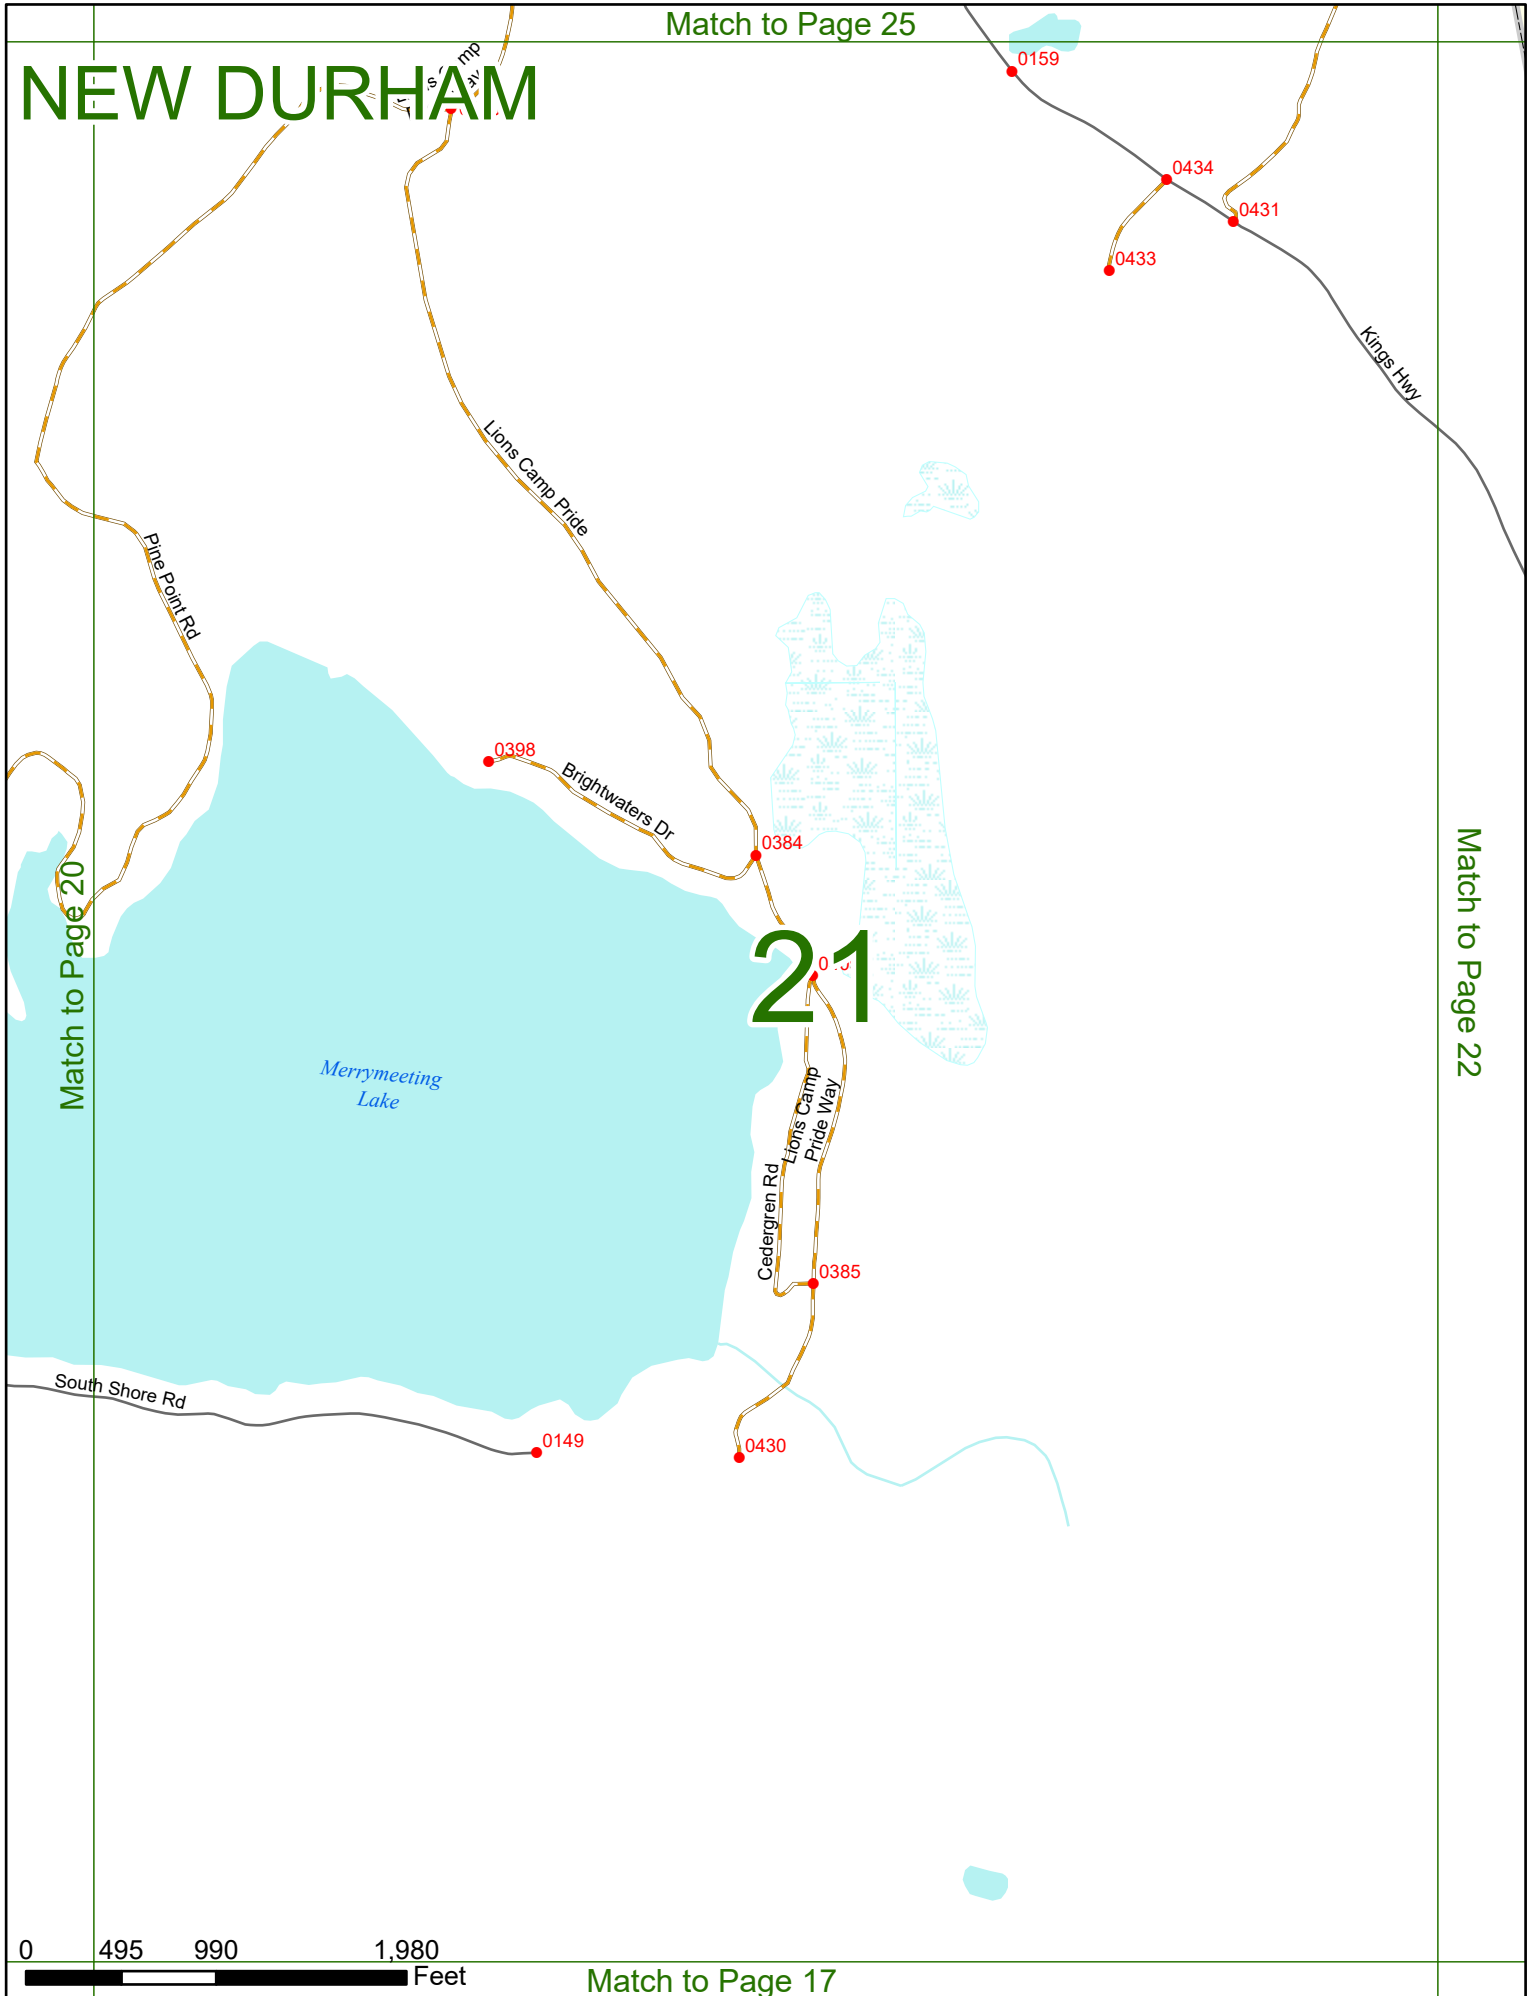 Match to Page 25
NEW DURHAM
0159
0434
0431
0433
Kings Hwy
Lions Camp Pride
Pine Point Rd
0398
Brightwaters Dr
0384
Match to Page 20
Match to Page 22
21
Merrymeeting
Lake
Lions Camp
Pride Way
Cedergren Rd
0385
South Shore Rd
0149
0430
0 495 990 1,980
Feet
Match to Page 17